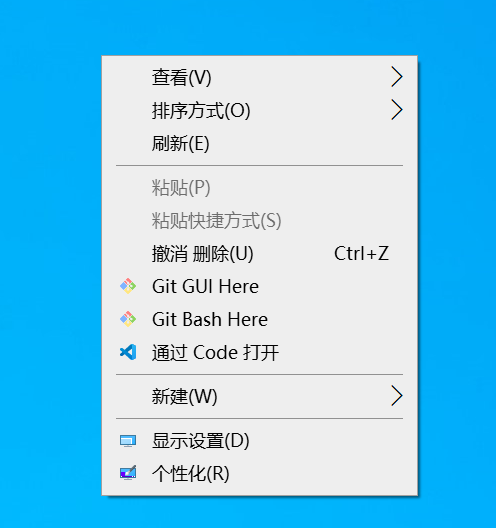 查看(V)
排序方式(O)
刷新(E)
粘贴(P)
粘贴快捷方式(S)
撤消 删除(U) Ctrl+Z
Git GUI Here
Git Bash Here
通过 Code 打开
新建(W)
显示设置(D)
个性化(R)